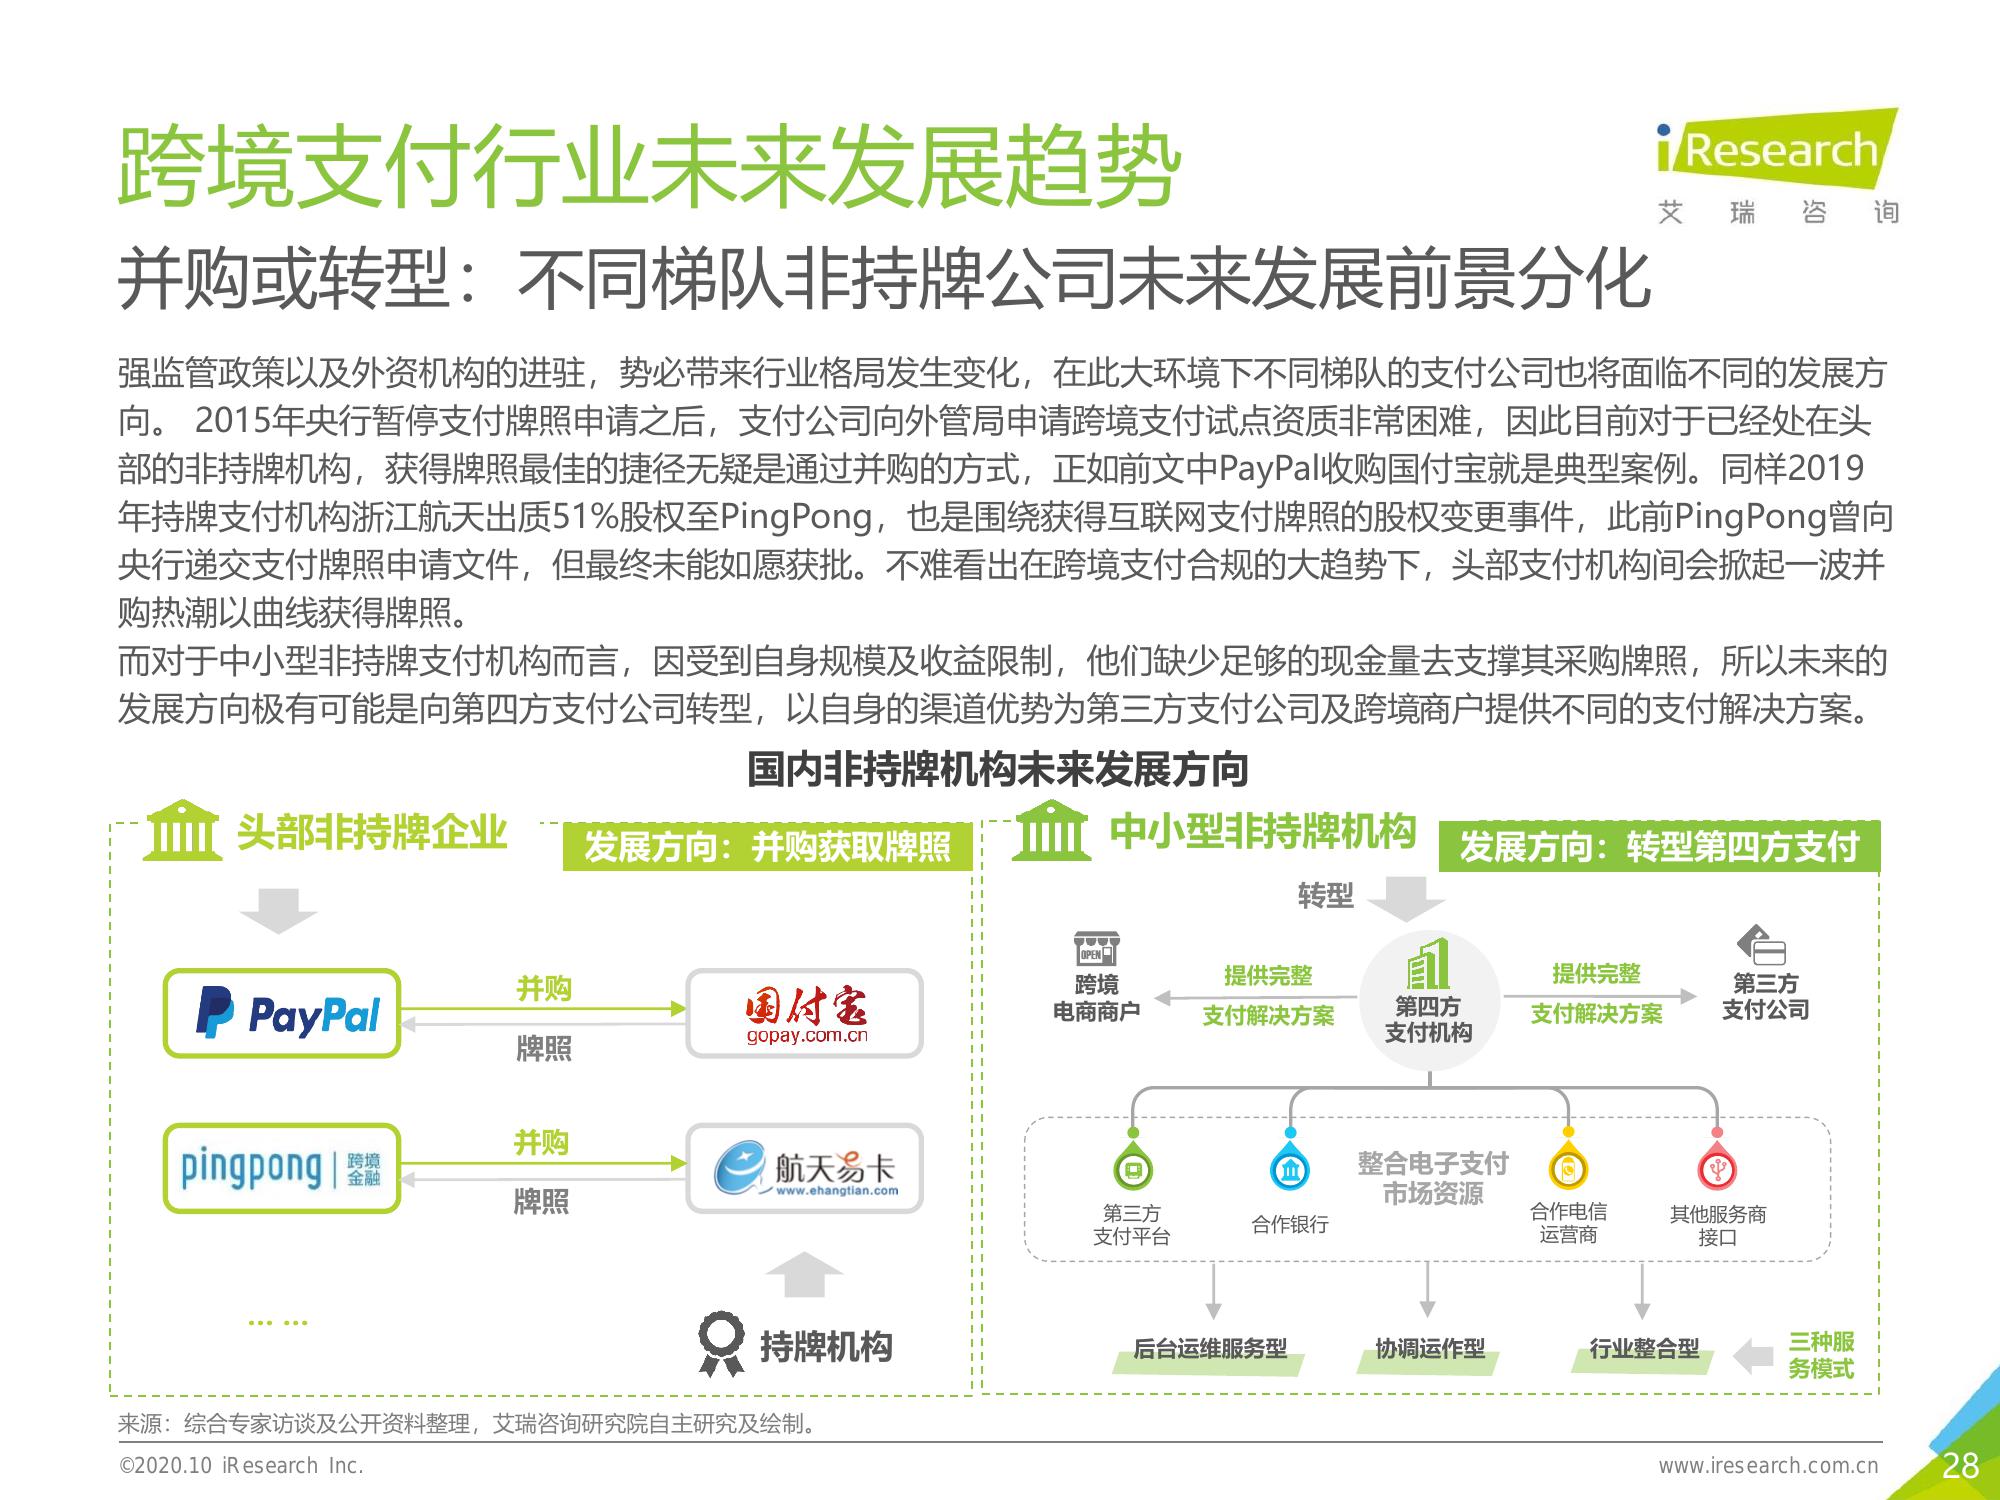 跨境支付行业未来发展趋势
iResearch
艾瑞咨询
并购或转型：不同梯队非持牌公司未来发展前景分化
强监管政策以及外资机构的进驻，势必带来行业格局发生变化，在此大环境下不同梯队的支付公司也将面临不同的发展方
向。 2015年央行暂停支付牌照申请之后，支付公司向外管局申请跨境支付试点资质非常困难，因此目前对于已经处在头
部的非持牌机构，获得牌照最佳的捷径无疑是通过并购的方式，正如前文中PayPal收购国付宝就是典型案例。同样2019
年持牌支付机构浙江航天出质51%股权至PingPong，也是围绕获得互联网支付牌照的股权变更事件，此前PingPong曾向
央行递交支付牌照申请文件，但最终未能如愿获批。不难看出在跨境支付合规的大趋势下，头部支付机构间会掀起一波并
购热潮以曲线获得牌照。
而对于中小型非持牌支付机构而言，因受到自身规模及收益限制，他们缺少足够的现金量去支撑其采购牌照，所以未来的
发展方向极有可能是向第四方支付公司转型，以自身的渠道优势为第三方支付公司及跨境商户提供不同的支付解决方案。
国内非持牌机构未来发展方向
头部非持牌企业
发展方向：并购获取牌照
PayPal
并购
牌照
国付宝
gopay.com.cn
pingpong
跨境
金融
并购
牌照
航天易卡
www.ehangtian.com
... ...
持牌机构
中小型非持牌机构
发展方向：转型第四方支付
转型
OPEN
跨境
电商商户
提供完整
支付解决方案
第四方
支付机构
提供完整
支付解决方案
第三方
支付公司
整合电子支付
市场资源
第三方
支付平台
合作银行
合作电信
运营商
其他服务商
接口
后台运维服务型
协调运作型
行业整合型
三种服
务模式
来源：综合专家访谈及公开资料整理，艾瑞咨询研究院自主研究及绘制。
©2020.10 iResearch Inc.
www.iresearch.com.cn
28